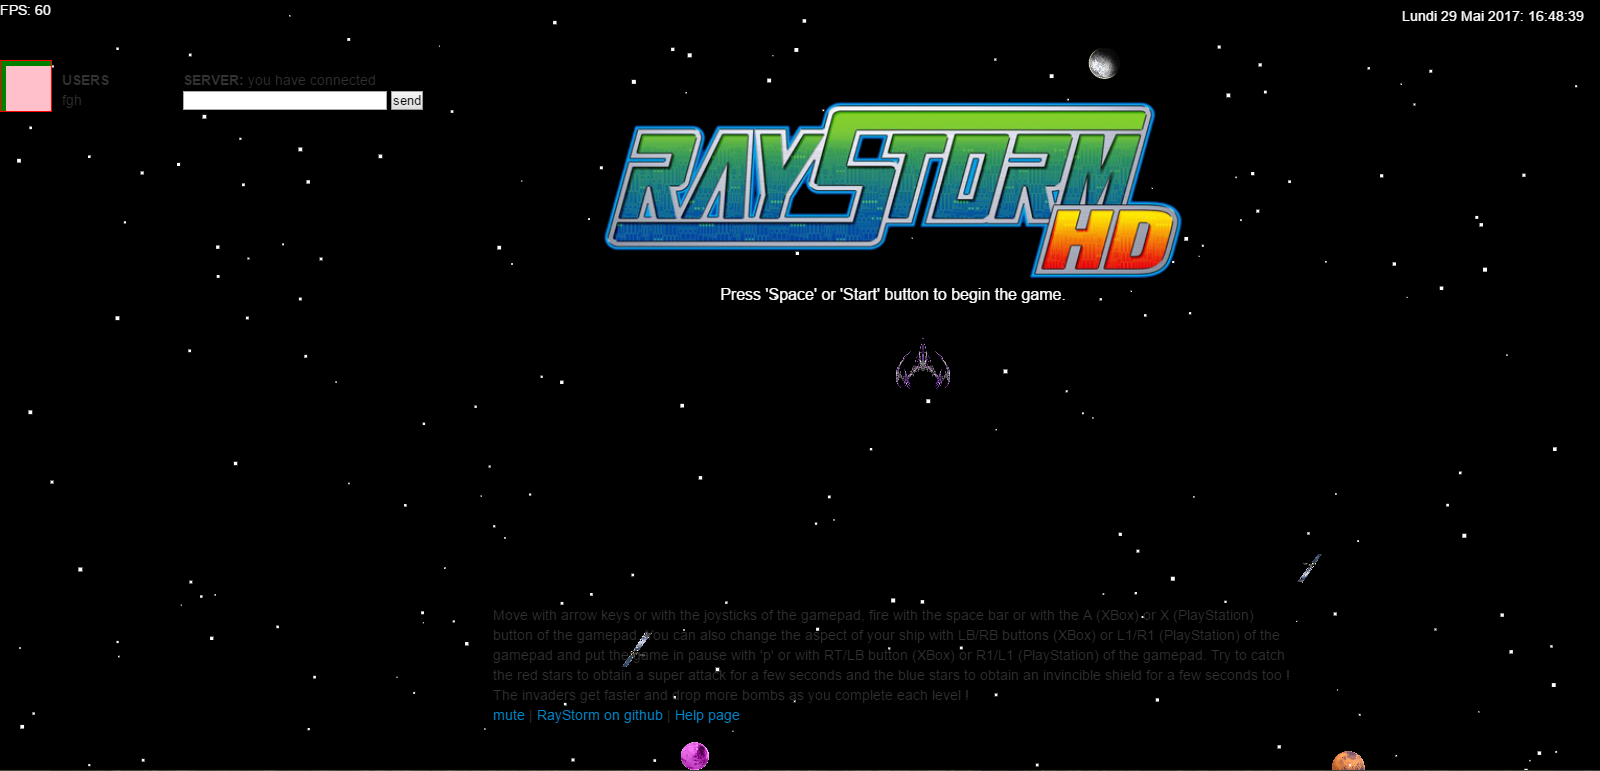 FPS: 60
Lundi 29 Mai 2017: 16:48:39
USERS
fgh
SERVER: you have connected
send
RAYSTORM
HD
Press 'Space' or 'Start' button to begin the game.
Move with arrow keys or with the joysticks of the gamepad, fire with the space bar or with the A (XBox) or X (PlayStation)
button of the gamepad. You can also change the aspect of your ship with LB/RB buttons (XBox) or L1/R1 (PlayStation) of the
gamepad and put the game in pause with 'p' or with RT/LB button (XBox) or R1/L1 (PlayStation) of the gamepad. Try to catch
the red stars to obtain a super attack for a few seconds and the blue stars to obtain an invincible shield for a few seconds too !
The invaders get faster and drop more bombs as you complete each level !
mute | RayStorm on github | Help page